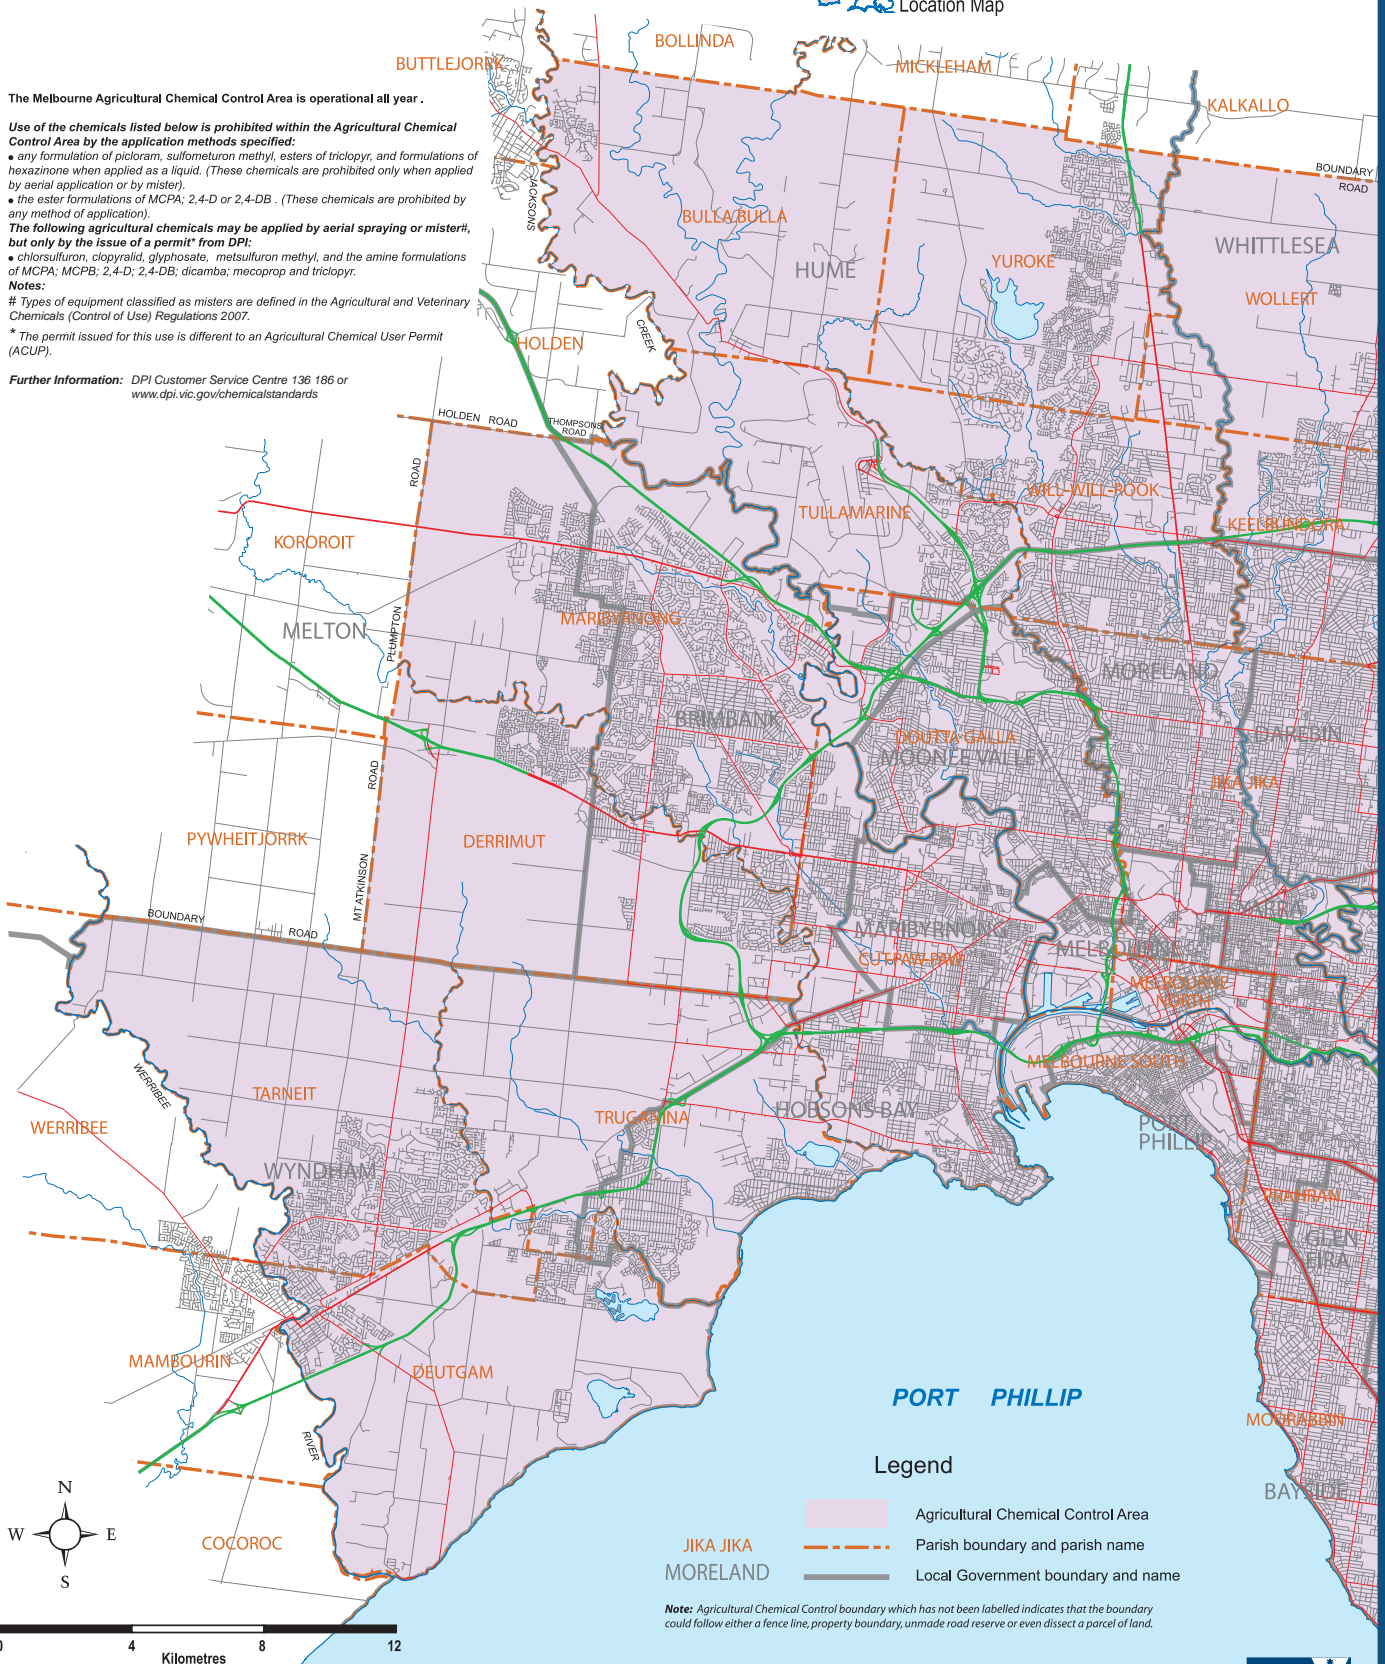 Location Map
BOLLINDA
BUTTLEJORRK
MICKLEHAM
KALKALLO
The Melbourne Agricultural Chemical Control Area is operational all year .
Use of the chemicals listed below is prohibited within the Agricultural Chemical
Control Area by the application methods specified:
• any formulation of picloram, sulfometuron methyl, esters of triclopyr, and formulations of
hexazinone when applied as a liquid. (These chemicals are prohibited only when applied
by aerial application or by mister).
• the ester formulations of MCPA; 2,4-D or 2,4-DB . (These chemicals are prohibited by
any method of application).
The following agricultural chemicals may be applied by aerial spraying or mister#,
but only by the issue of a permit* from DPI:
• chlorsulfuron, clopyralid, glyphosate, metsulfuron methyl, and the amine formulations
of MCPA; MCPB; 2,4-D; 2,4-DB; dicamba; mecoprop and triclopyr.
Notes:
# Types of equipment classified as misters are defined in the Agricultural and Veterinary
Chemicals (Control of Use) Regulations 2007.
* The permit issued for this use is different to an Agricultural Chemical User Permit
(ACUP).
Further Information: DPI Customer Service Centre 136 186 or
www.dpi.vic.gov/chemicalstandards
BOUNDARY
ROAD
JACKSONS
CREEK
BULLA BULLA
HUME
YUROKE
WHITTLESEA
WOLLERT
HOLDEN
HOLDEN ROAD
THOMPSONS
ROAD
ROAD
KOROROIT
TULLAMARINE
WILL-WILL-ROOK
KEELBUNDORA
MELTON
PLUMPTON
MARIBYRNONG
MORELAND
BRIMBANK
DOUTTA GALLA
MOONEE VALLEY
DAREBIN
JIKA JIKA
ROAD
PYWHEITJORRK
DERRIMUT
MT ATKINSON
BOUNDARY
ROAD
YARRA
MARIBYRNONG
MELBOURNE
CUT-PAW-PAW
MELBOURNE
NORTH
MELBOURNE SOUTH
WERRIBEE
TARNEIT
WERRIBEE
TRUGANINA
HOBSONS BAY
PORT
PHILLIP
WYNDHAM
PRAHRAN
GLEN
EIRA
MAMBOURIN
DEUTGAM
RIVER
PORT PHILLIP
MOORABBIN
BAYSIDE
N
W E
S
COCOROC
Legend
Agricultural Chemical Control Area
JIKA JIKA
Parish boundary and parish name
MORELAND
Local Government boundary and name
Note: Agricultural Chemical Control boundary which has not been labelled indicates that the boundary
could follow either a fence line, property boundary, unmade road reserve or even dissect a parcel of land.
0 4 8 12
Kilometres